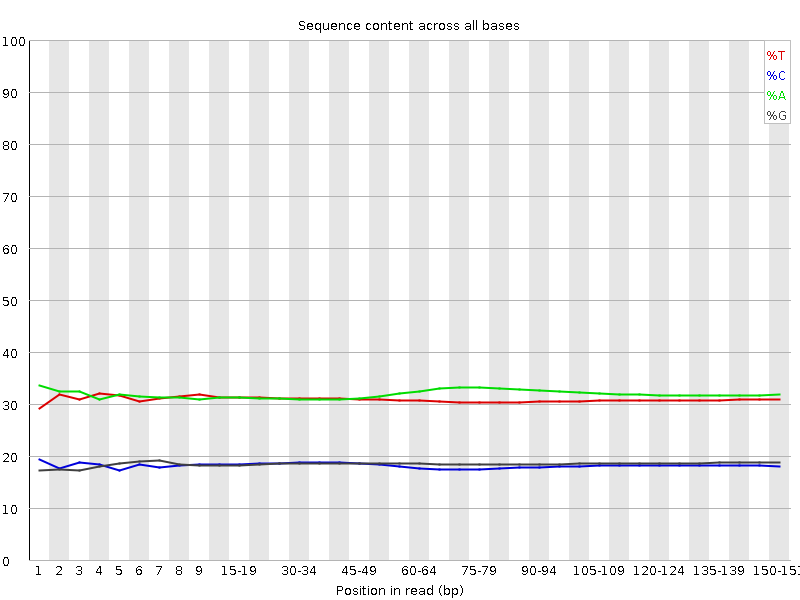 Sequence content across all bases
100
90
80
70
60
50
40
30
20
10
0
%T
%C
%A
%G
1 2 3 4 5 6 7 8 9 15-19 30-34 45-49 60-64 75-79 90-94 105-109 120-124 135-139 150-151
Position in read (bp)